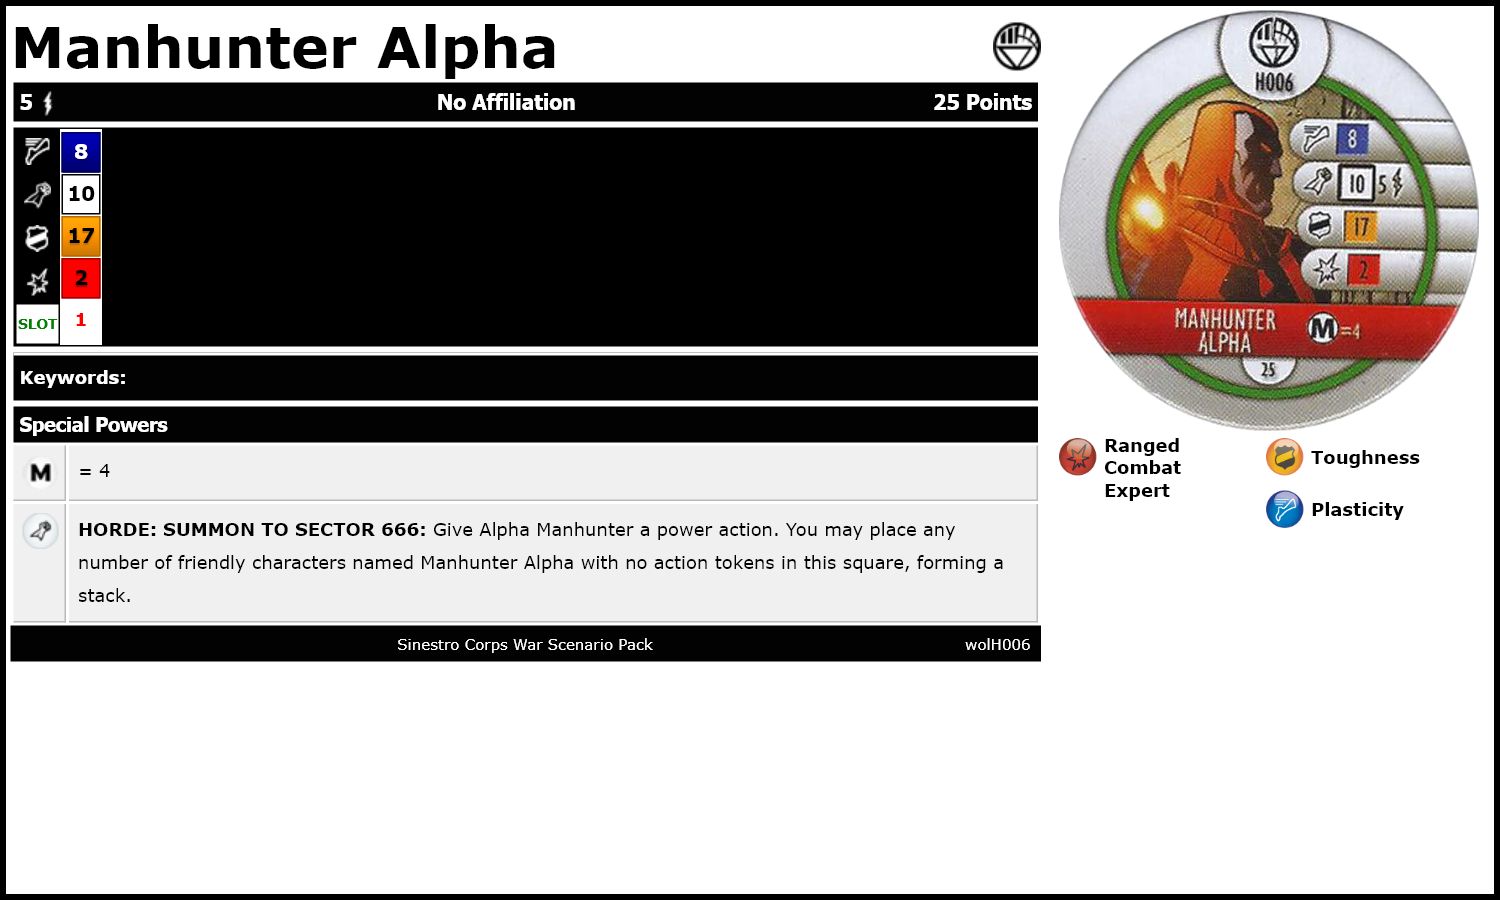 Manhunter Alpha
5 No Affiliation 25 Points
8
10
17
2
SLOT 1
Keywords:
Special Powers
M = 4
HORDE: SUMMON TO SECTOR 666: Give Alpha Manhunter a power action. You may place any
number of friendly characters named Manhunter Alpha with no action tokens in this square, forming a
stack.
Sinestro Corps War Scenario Pack wolH006
H006
8
10 5
17
2
MANHUNTER
ALPHA
M=4
25
Ranged
Combat
Expert
Toughness
Plasticity